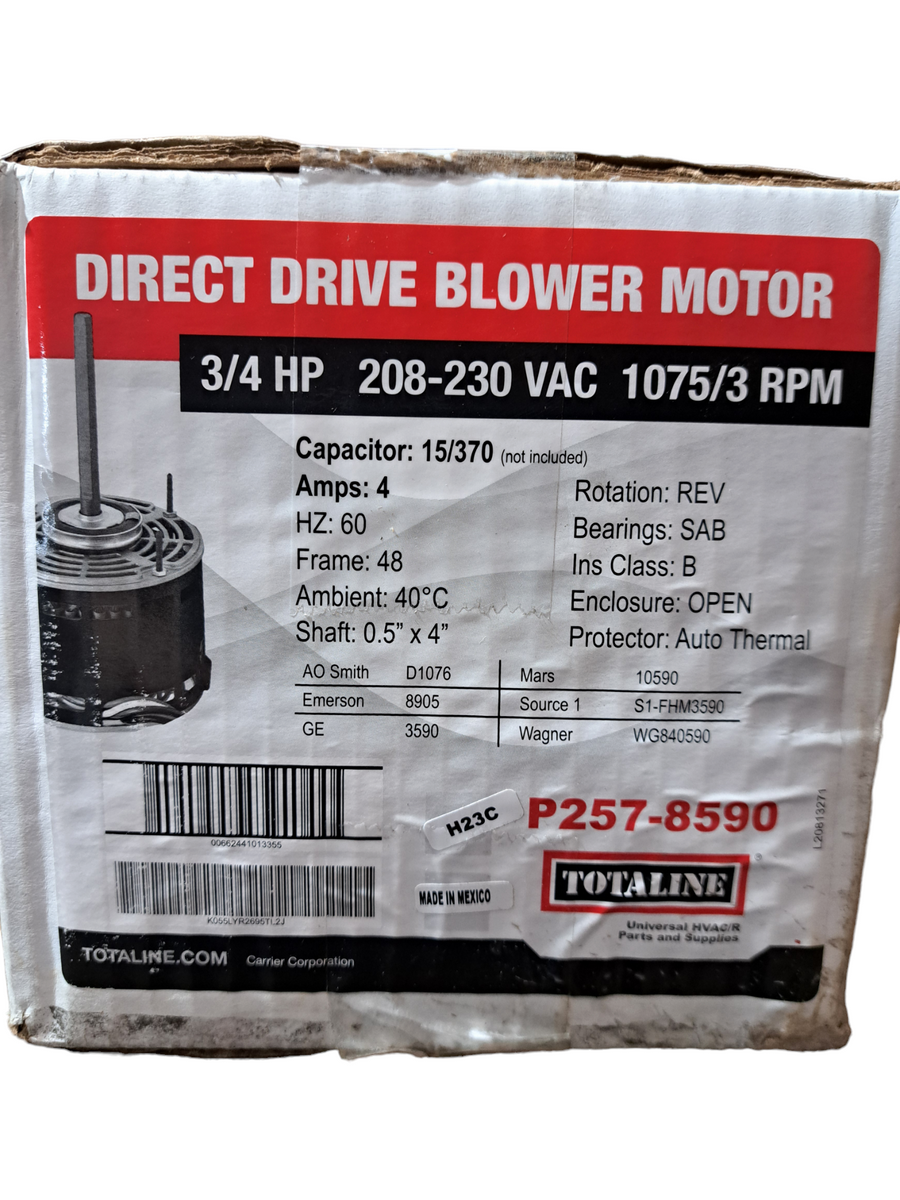 DIRECT DRIVE BLOWER MOTOR
3/4 HP 208-230 VAC 1075/3 RPM
Capacitor: 15/370 (not included)
Amps: 4
HZ: 60
Frame: 48
Ambient: 40°C
Shaft: 0.5" x 4"
Rotation: REV
Bearings: SAB
Ins Class: B
Enclosure: OPEN
Protector: Auto Thermal
AO Smith D1076 Mars 10590
Emerson 8905 Source 1 S1-FHM3590
GE 3590 Wagner WG840590
00662441013355
H23C
P257-8590
L20813271
TOTALINE
MADE IN MEXICO
Universal HVAC/R
Parts and Supplies
TOTALINE.COM Carrier Corporation